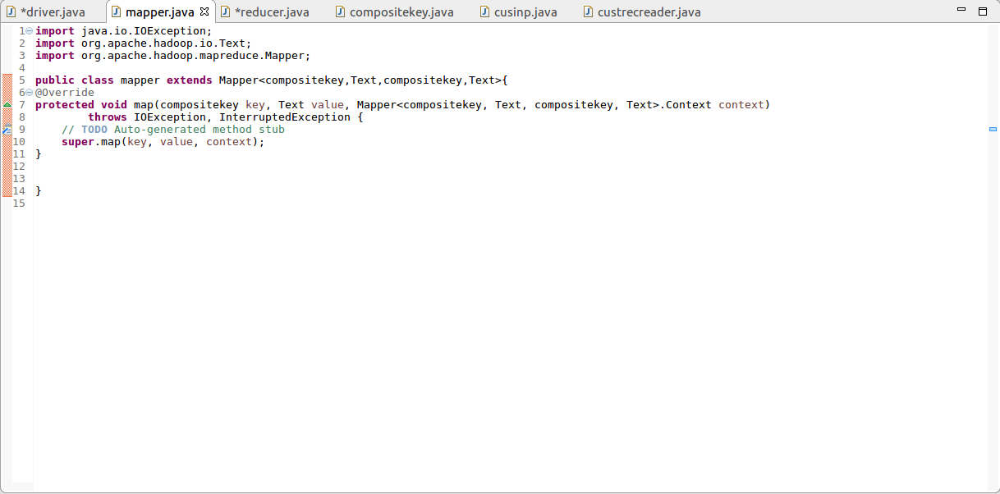 *driver.java mapper.java *reducer.java compositekey.java cusinp.java custrecreader.java
1 import java.io.IOException;
2 import org.apache.hadoop.io.Text;
3 import org.apache.hadoop.mapreduce.Mapper;
4
5 public class mapper extends Mapper<compositekey,Text,compositekey,Text>{
6 @Override
7 protected void map(compositekey key, Text value, Mapper<compositekey, Text, compositekey, Text>.Context context)
8         throws IOException, InterruptedException {
9     // TODO Auto-generated method stub
10     super.map(key, value, context);
11 }
12
13
14 }
15